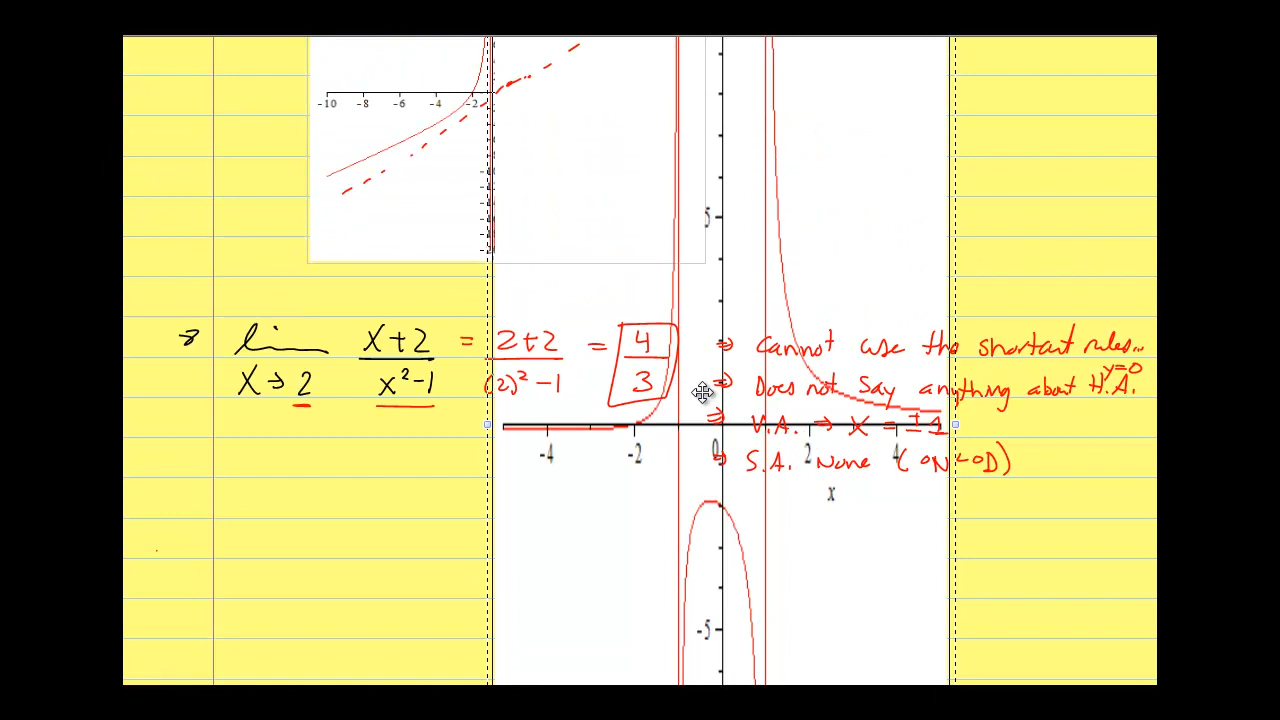 -10 -8 -6 -4 -2
5
8 lim x+2 = 2+2 = 4 ⇒ Cannot use the shortcut rules...
x→2 x²-1 (2)²-1 3 ⇒ Does not say anything about H.A. y=0
⇒ V.A. ⇒ x = ±1
-4 -2 0 2 4
⇒ S.A. None (°N<°D)
x
-5